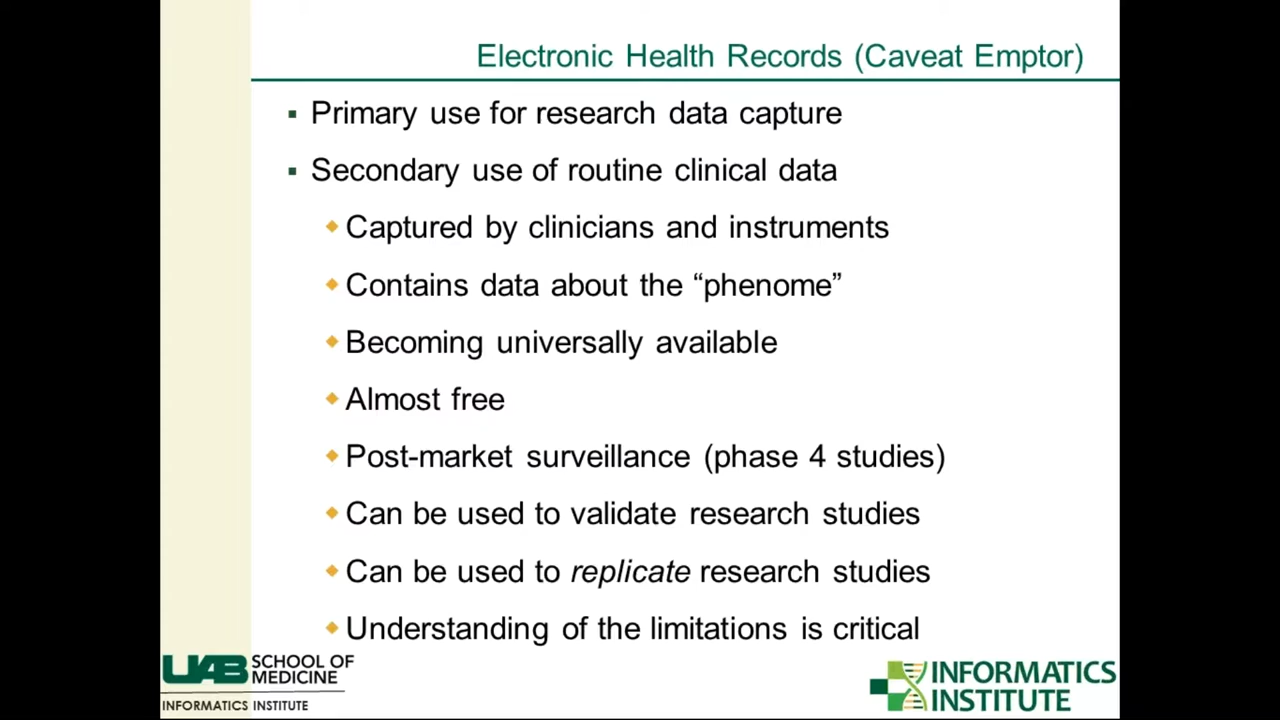 Electronic Health Records (Caveat Emptor)
▪ Primary use for research data capture
▪ Secondary use of routine clinical data
◆ Captured by clinicians and instruments
◆ Contains data about the “phenome”
◆ Becoming universally available
◆ Almost free
◆ Post-market surveillance (phase 4 studies)
◆ Can be used to validate research studies
◆ Can be used to replicate research studies
◆ Understanding of the limitations is critical
UAB SCHOOL OF
MEDICINE
INFORMATICS INSTITUTE
INFORMATICS
INSTITUTE